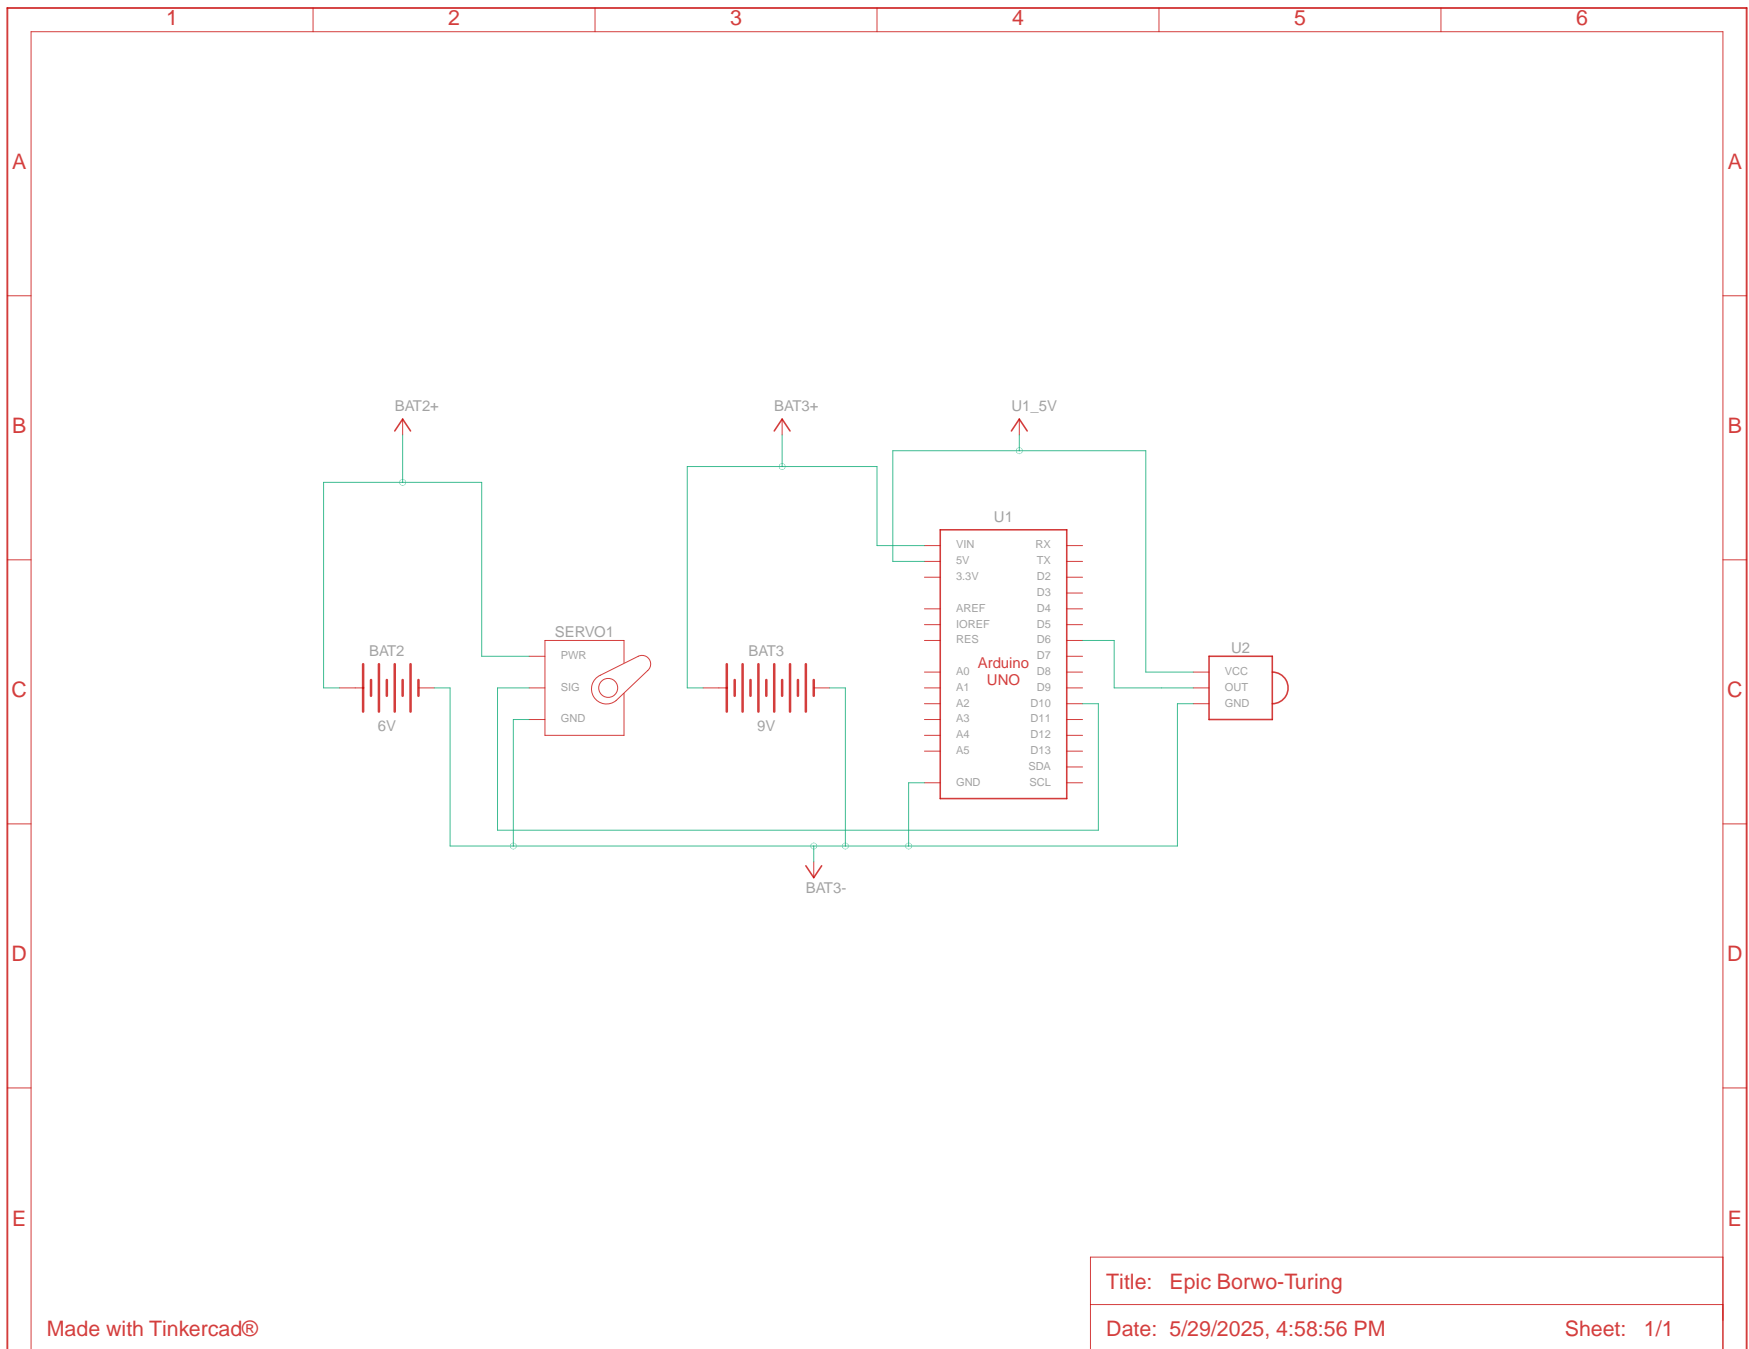 1 2 3 4 5 6
A A
B B
C C
D D
E E
BAT2+ BAT3+ U1_5V
BAT2
6V
SERVO1
PWR
SIG
GND
BAT3
9V
U1
VIN RX
5V TX
3.3V D2
D3
AREF D4
IOREF D5
RES D6
D7
A0 D8
A1 D9
A2 D10
A3 D11
A4 D12
A5 D13
SDA
GND SCL
Arduino
UNO
U2
VCC
OUT
GND
BAT3-
Title: Epic Borwo-Turing
Made with Tinkercad®
Date: 5/29/2025, 4:58:56 PM Sheet: 1/1